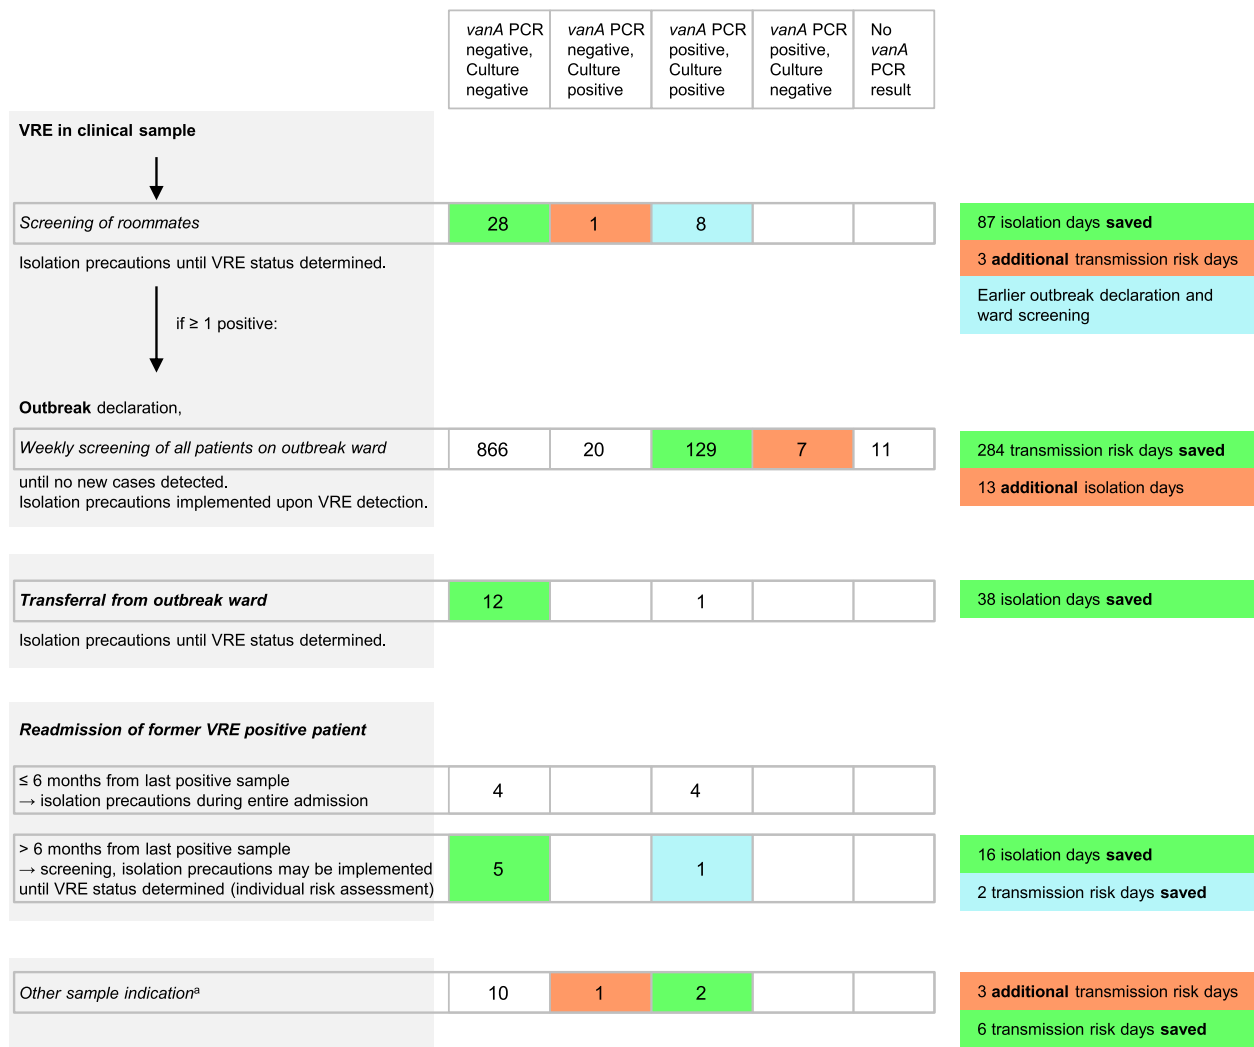 vanA PCR negative, Culture negative
vanA PCR negative, Culture positive
vanA PCR positive, Culture positive
vanA PCR positive, Culture negative
No vanA PCR result
VRE in clinical sample
Screening of roommates
28
1
8
87 isolation days saved
3 additional transmission risk days
Earlier outbreak declaration and
ward screening
Isolation precautions until VRE status determined.
if ≥ 1 positive:
Outbreak declaration,
Weekly screening of all patients on outbreak ward
866
20
129
7
11
284 transmission risk days saved
13 additional isolation days
until no new cases detected.
Isolation precautions implemented upon VRE detection.
Transferral from outbreak ward
12
1
38 isolation days saved
Isolation precautions until VRE status determined.
Readmission of former VRE positive patient
≤ 6 months from last positive sample
→ isolation precautions during entire admission
4
4
> 6 months from last positive sample
→ screening, isolation precautions may be implemented
until VRE status determined (individual risk assessment)
5
1
16 isolation days saved
2 transmission risk days saved
Other sample indicationᵃ
10
1
2
3 additional transmission risk days
6 transmission risk days saved